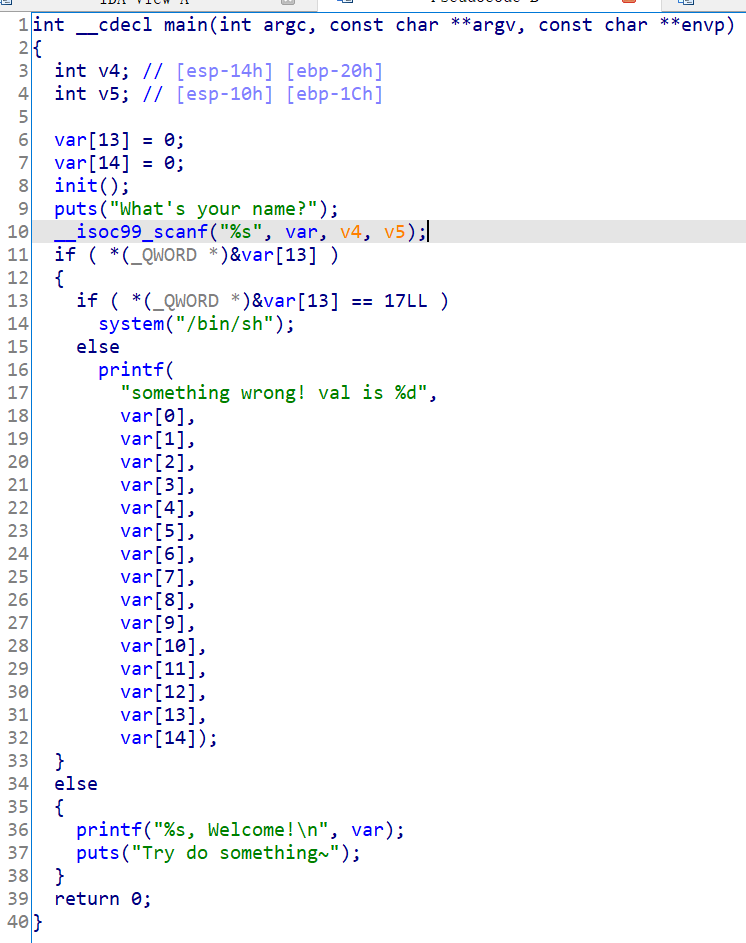 1 int __cdecl main(int argc, const char **argv, const char **envp)
2 {
3   int v4; // [esp-14h] [ebp-20h]
4   int v5; // [esp-10h] [ebp-1Ch]
5
6   var[13] = 0;
7   var[14] = 0;
8   init();
9   puts("What's your name?");
10   __isoc99_scanf("%s", var, v4, v5);
11   if ( *(_QWORD *)&var[13] )
12   {
13     if ( *(_QWORD *)&var[13] == 17LL )
14       system("/bin/sh");
15     else
16       printf(
17         "something wrong! val is %d",
18         var[0],
19         var[1],
20         var[2],
21         var[3],
22         var[4],
23         var[5],
24         var[6],
25         var[7],
26         var[8],
27         var[9],
28         var[10],
29         var[11],
30         var[12],
31         var[13],
32         var[14]);
33   }
34   else
35   {
36     printf("%s, Welcome!\n", var);
37     puts("Try do something~");
38   }
39   return 0;
40 }